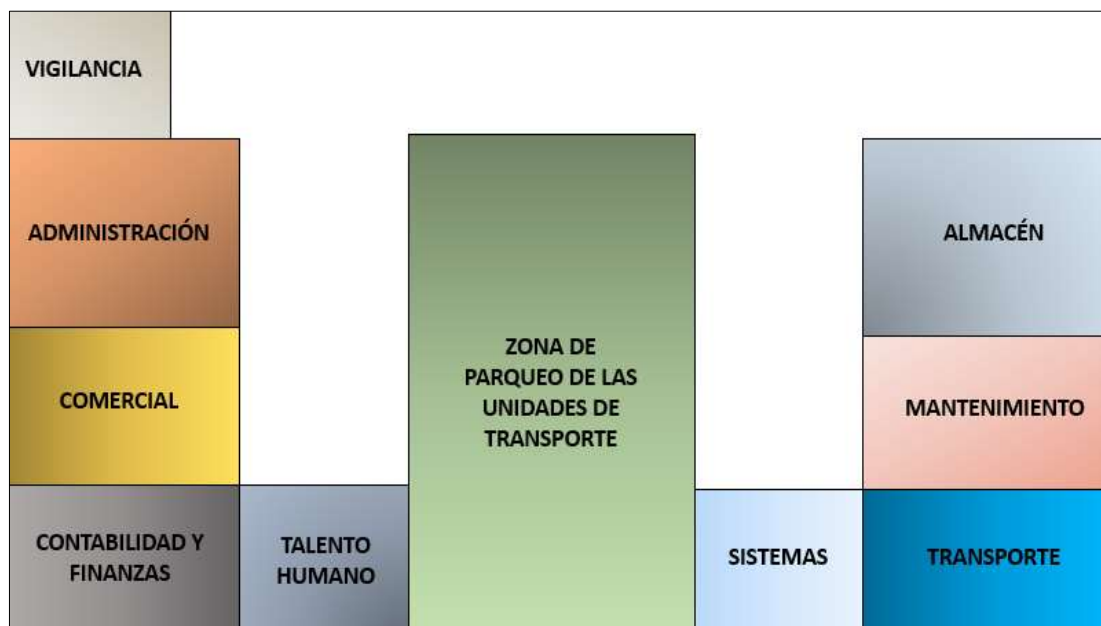 VIGILANCIA
ADMINISTRACIÓN
COMERCIAL
CONTABILIDAD Y
FINANZAS
TALENTO
HUMANO
ZONA DE
PARQUEO DE LAS
UNIDADES DE
TRANSPORTE
SISTEMAS
ALMACÉN
MANTENIMIENTO
TRANSPORTE